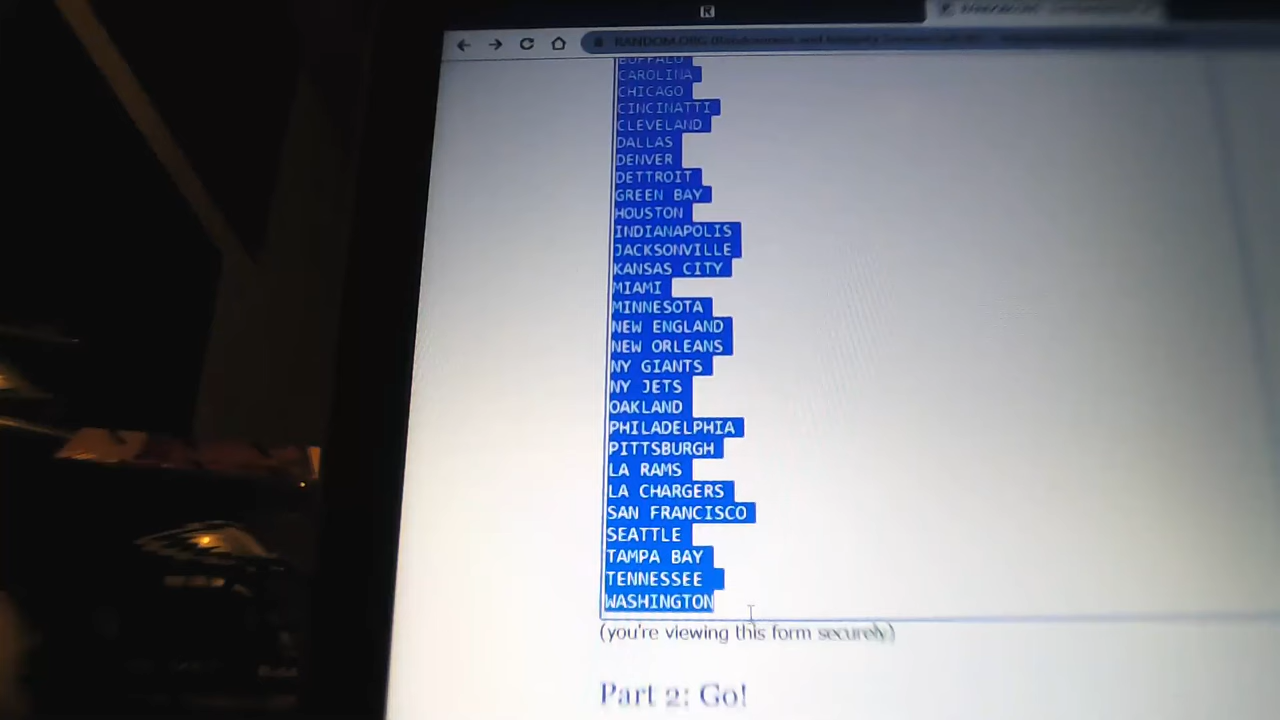 BUFFALO
CAROLINA
CHICAGO
CINCINATTI
CLEVELAND
DALLAS
DENVER
DETTROIT
GREEN BAY
HOUSTON
INDIANAPOLIS
JACKSONVILLE
KANSAS CITY
MIAMI
MINNESOTA
NEW ENGLAND
NEW ORLEANS
NY GIANTS
NY JETS
OAKLAND
PHILADELPHIA
PITTSBURGH
LA RAMS
LA CHARGERS
SAN FRANCISCO
SEATTLE
TAMPA BAY
TENNESSEE
WASHINGTON
(you're viewing this form securely)
Part 2: Go!